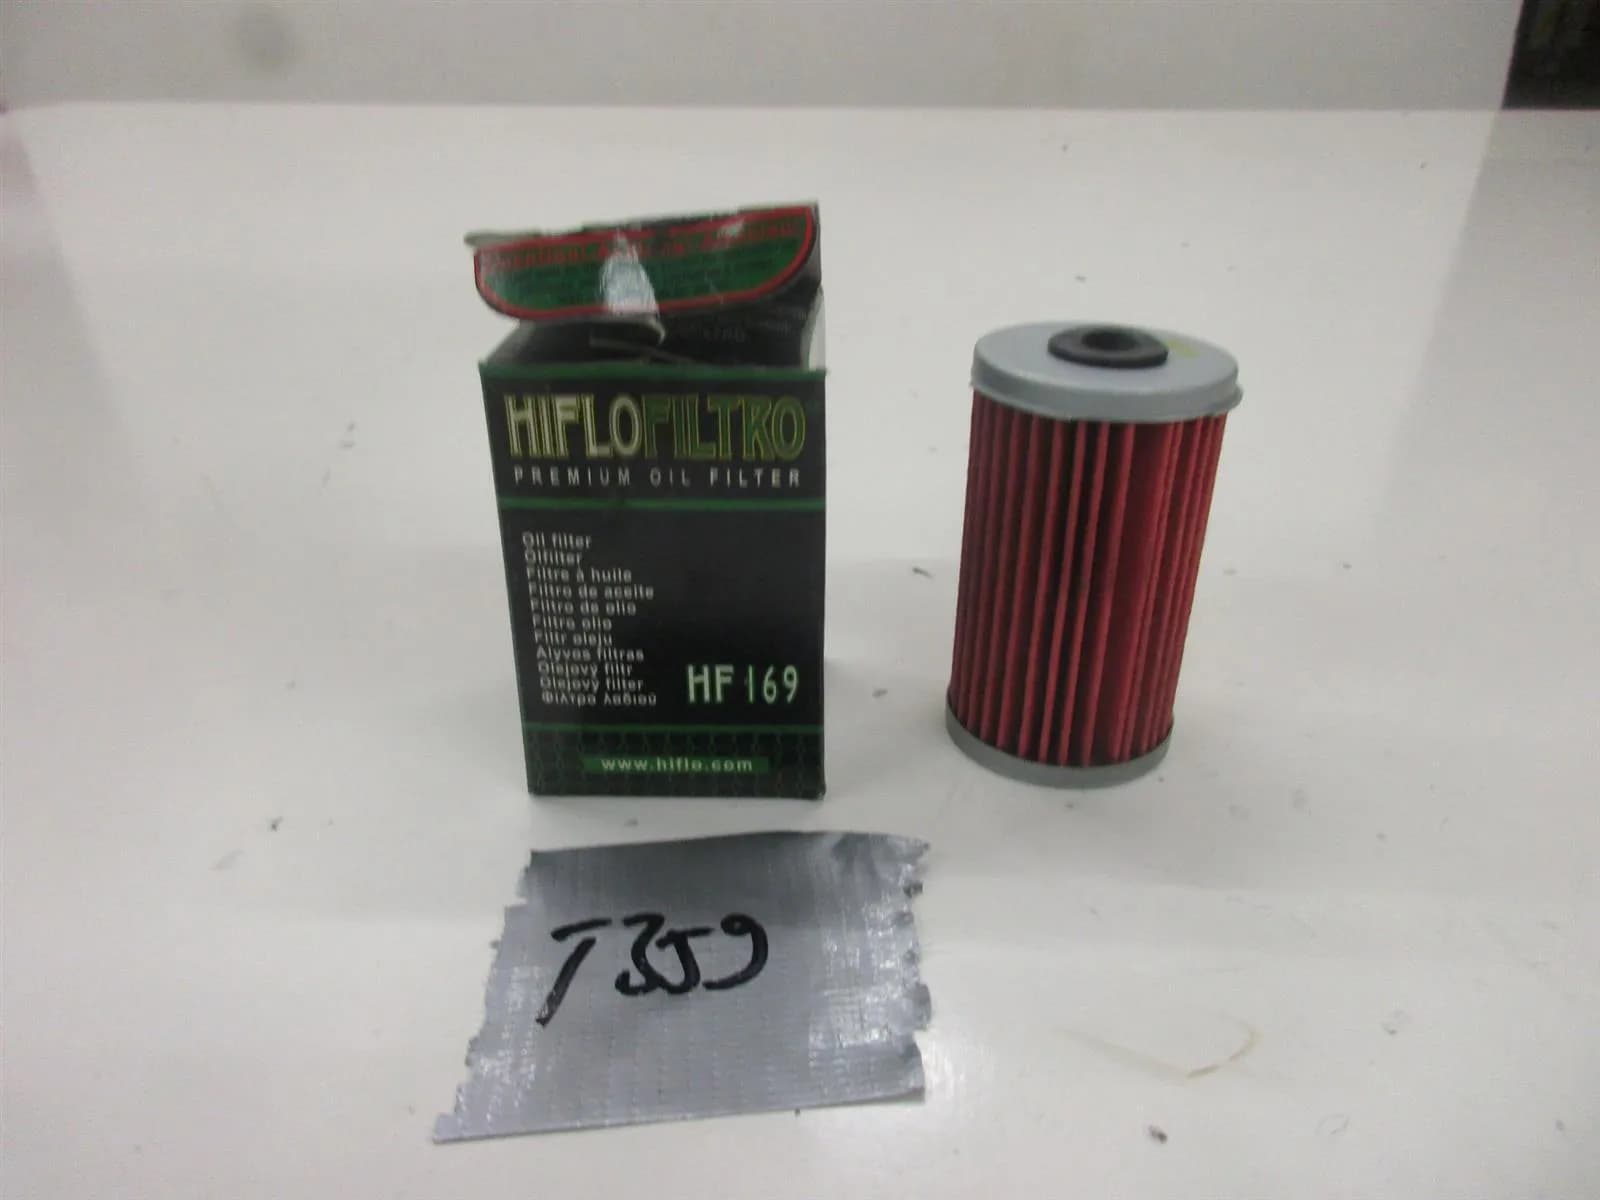 HIFLOFILTRO
PREMIUM OIL FILTER
Oil filter
Ölfilter
Filtre à huile
Filtro de aceite
Filtro de olio
Filtro olio
Filtr oleju
Alyvos filtras
Olejový filtr
Olejový filter
Φίλτρο λαδιού
HF169
www.hiflo.com
T359